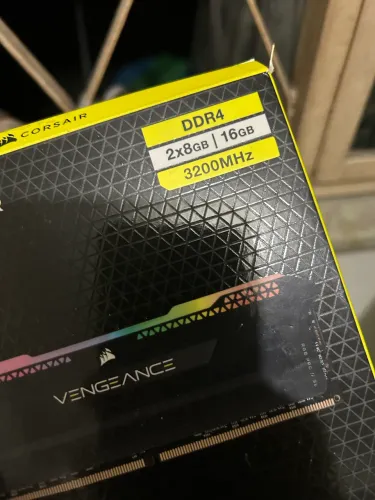 CORSAIR
DDR4
2x8GB | 16GB
3200MHz
VENGEANCE